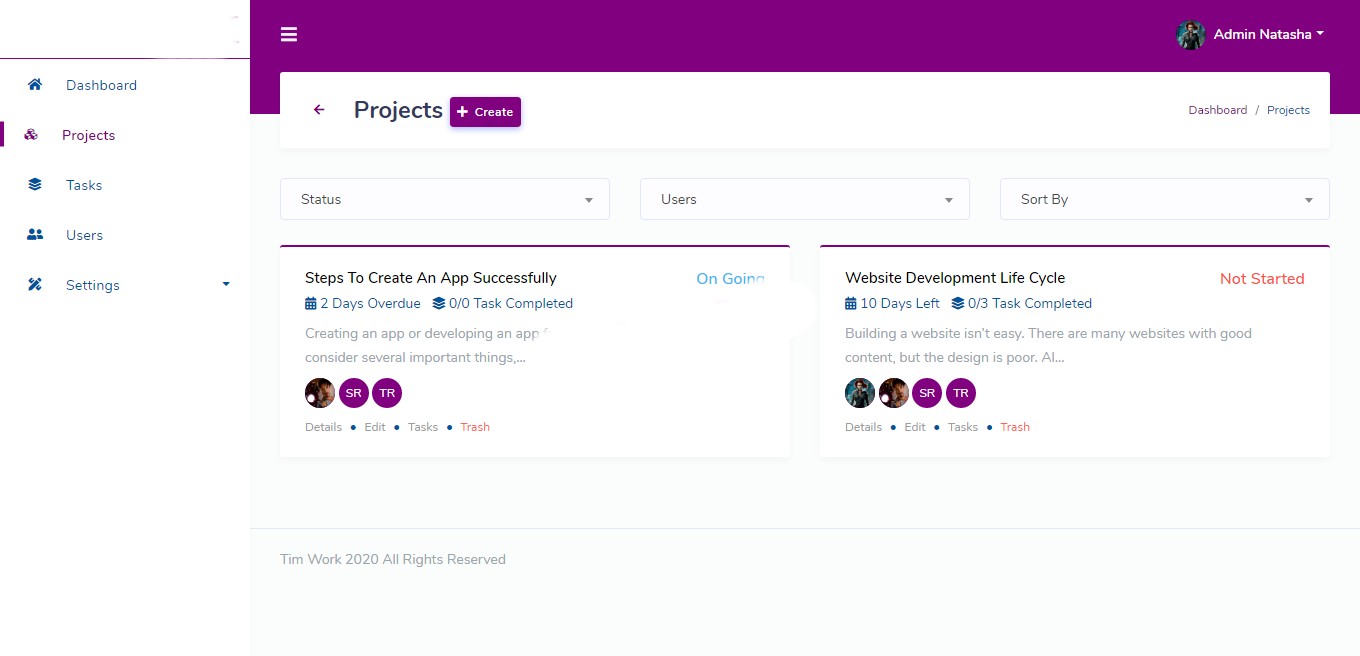 Admin Natasha
Dashboard
Projects
Tasks
Users
Settings
Projects
Create
Dashboard / Projects
Status
Users
Sort By
Steps To Create An App Successfully
On Going
2 Days Overdue 0/0 Task Completed
Creating an app or developing an app
consider several important things,...
SR TR
Details • Edit • Tasks • Trash
Website Development Life Cycle
Not Started
10 Days Left 0/3 Task Completed
Building a website isn't easy. There are many websites with good
content, but the design is poor. Al...
SR TR
Details • Edit • Tasks • Trash
Tim Work 2020 All Rights Reserved